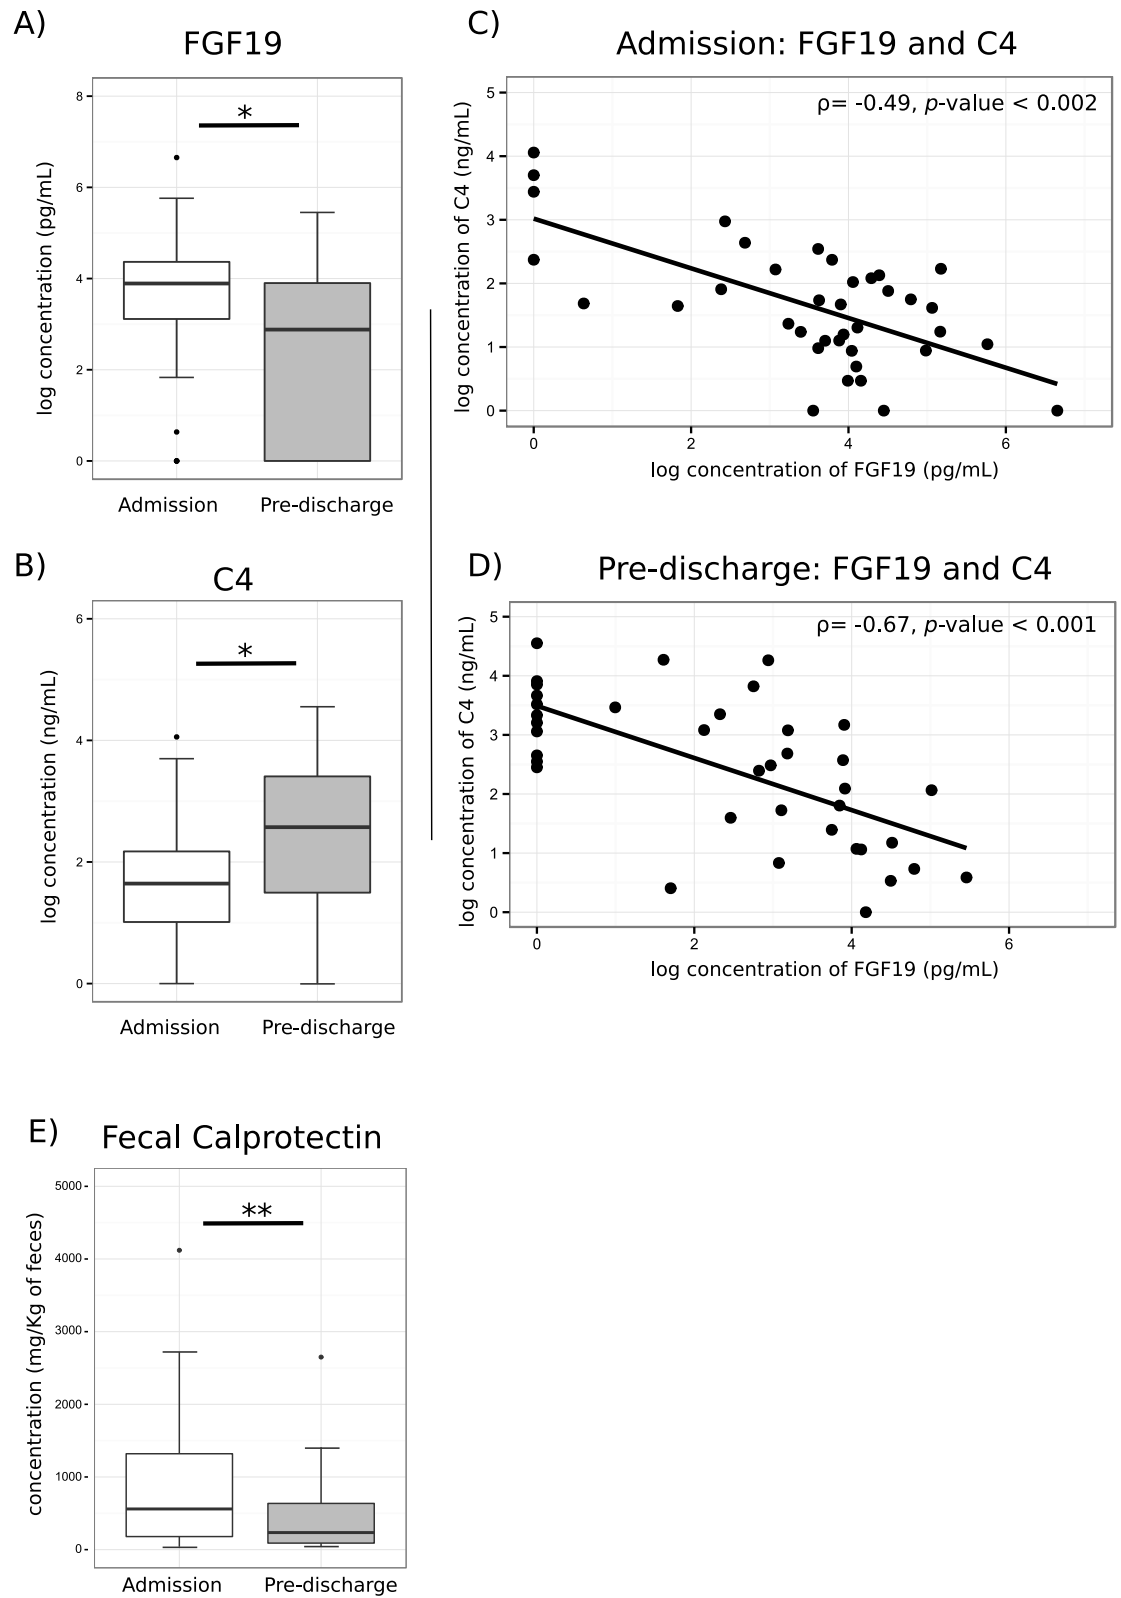 A)
FGF19
*
log concentration (pg/mL)
8
6
4
2
0
Admission Pre-discharge
B)
C4
*
log concentration (ng/mL)
6
4
2
0
Admission Pre-discharge
C)
Admission: FGF19 and C4
ρ= -0.49, p-value < 0.002
log concentration of C4 (ng/mL)
5
4
3
2
1
0
0 2 4 6
log concentration of FGF19 (pg/mL)
D)
Pre-discharge: FGF19 and C4
ρ= -0.67, p-value < 0.001
log concentration of C4 (ng/mL)
5
4
3
2
1
0
0 2 4 6
log concentration of FGF19 (pg/mL)
E)
Fecal Calprotectin
**
concentration (mg/Kg of feces)
5000
4000
3000
2000
1000
0
Admission Pre-discharge